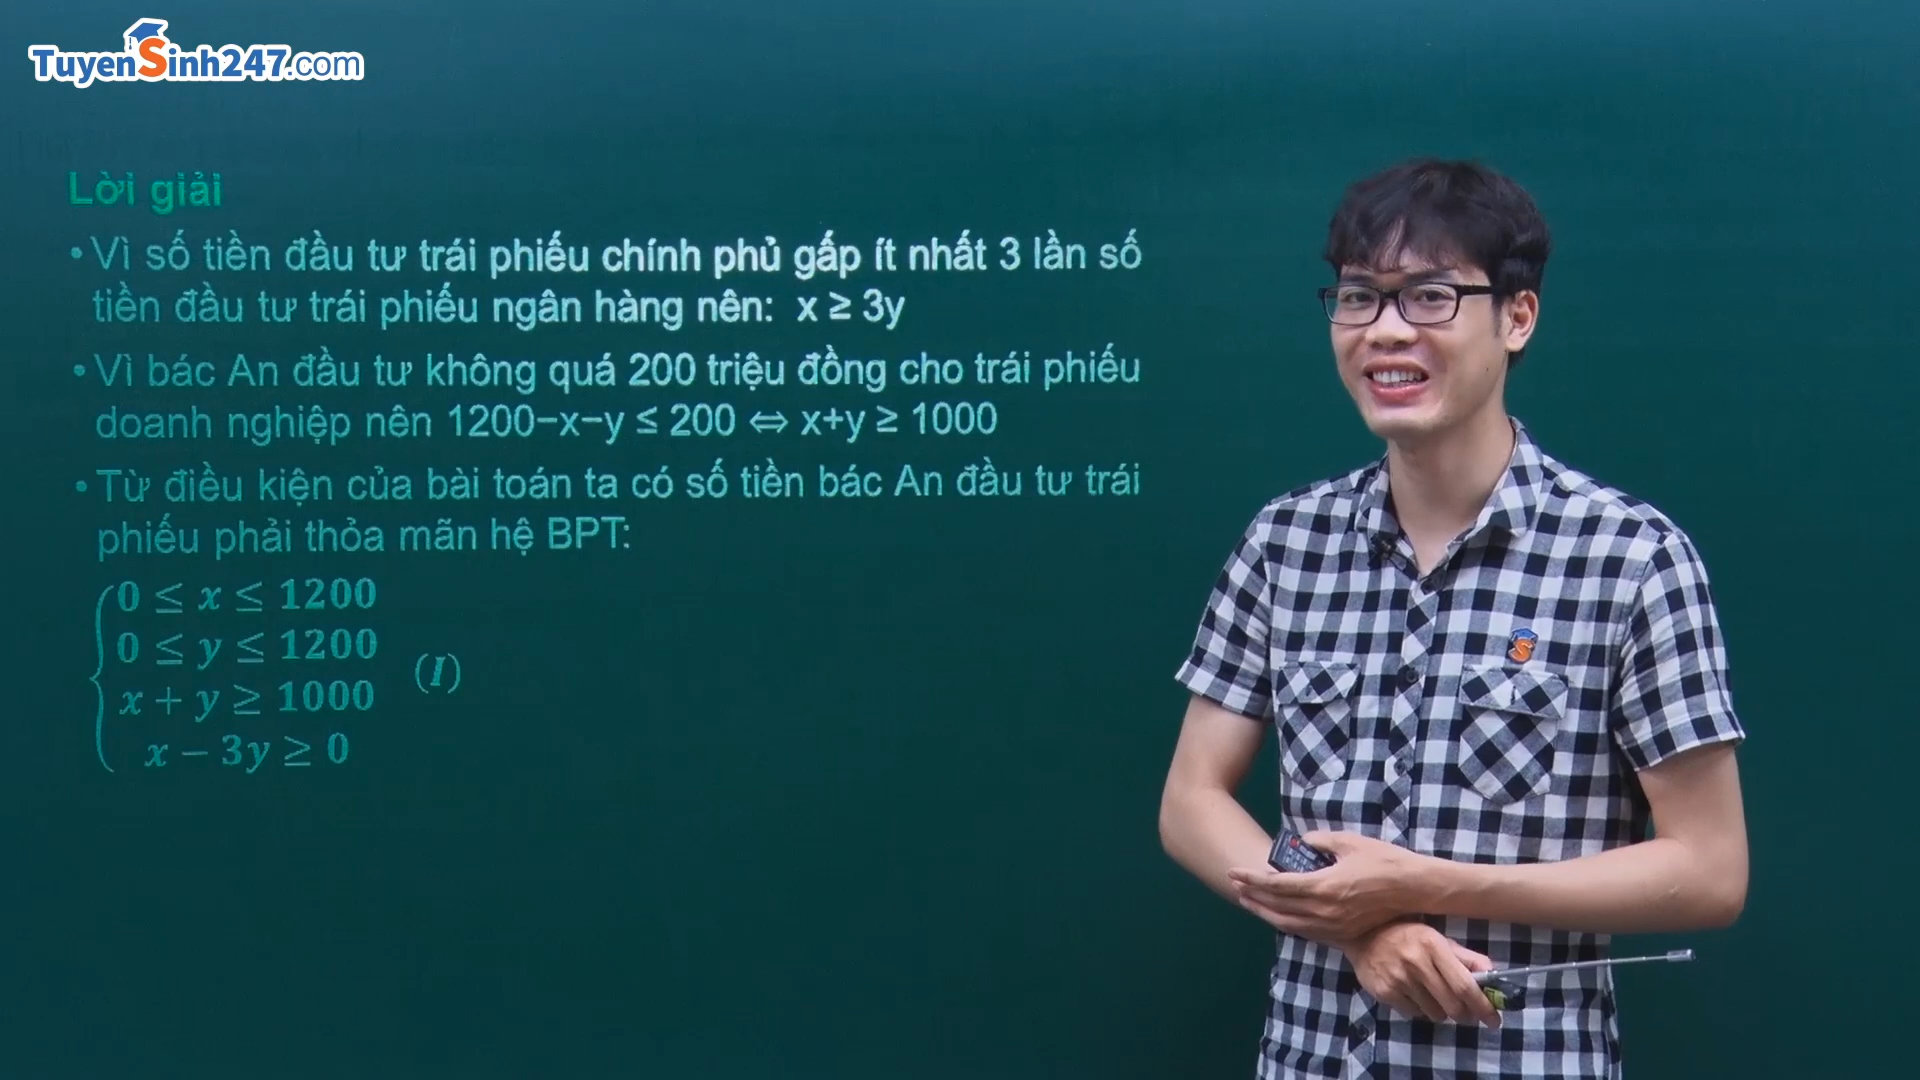 TuyenSinh247.com
Lời giải
• Vì số tiền đầu tư trái phiếu chính phủ gấp ít nhất 3 lần số
tiền đầu tư trái phiếu ngân hàng nên: x ≥ 3y
• Vì bác An đầu tư không quá 200 triệu đồng cho trái phiếu
doanh nghiệp nên 1200−x−y ≤ 200 ⇔ x+y ≥ 1000
• Từ điều kiện của bài toán ta có số tiền bác An đầu tư trái
phiếu phải thỏa mãn hệ BPT:
0 ≤ x ≤ 1200
0 ≤ y ≤ 1200
x + y ≥ 1000
x − 3y ≥ 0
(I)
S